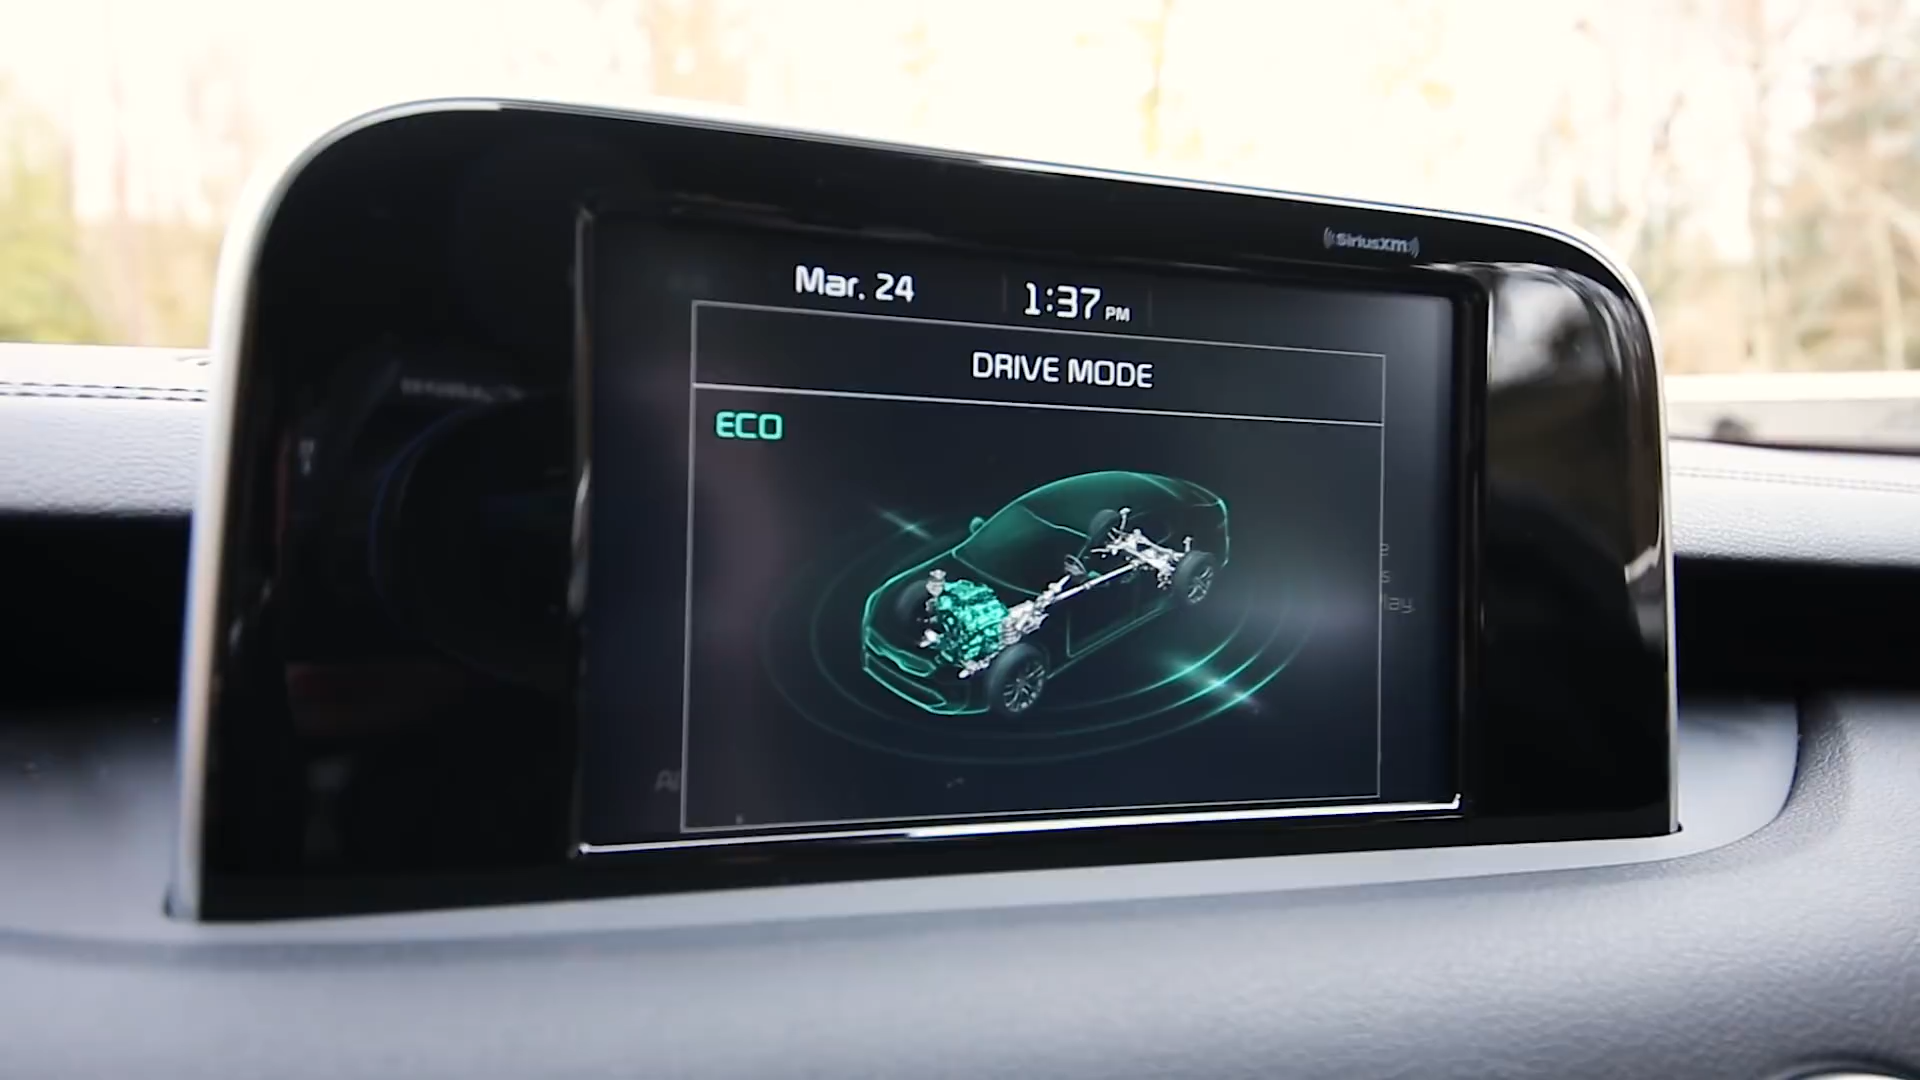 ((SiriusXM))
Mar. 24
1:37 PM
DRIVE MODE
ECO